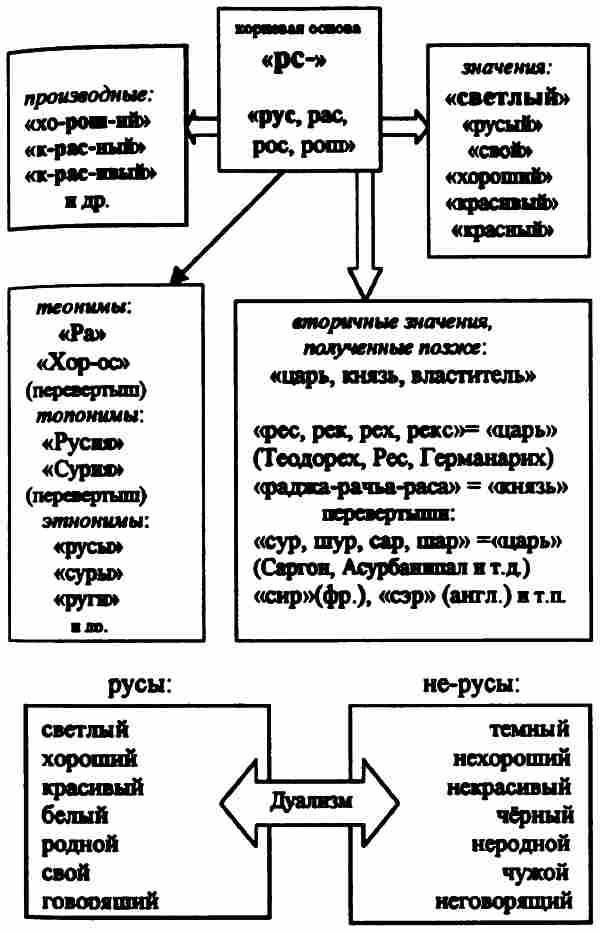 корневая основа
«рс-»
«рус, рас,
рос, рош»
производные:
«хо-рош-ий»
«к-рас-ный»
«к-рас-ивый»
и др.
значения:
«светлый»
«русый»
«свой»
«хороший»
«красивый»
«красный»
теонимы:
«Ра»
«Хор-ос»
(перевертыш)
топонимы:
«Русия»
«Сурия»
(перевертыш)
этнонимы:
«русы»
«суры»
«руги»
и др.
вторичные значения,
полученные позже:
«царь, князь, властитель»
«рес, рек, рех, рекс»= «царь»
(Теодорех, Рес, Германарих)
«раджа-рачьа-раса» = «князь»
перевертыши:
«сур, шур, сар, шар» =«царь»
(Саргон, Асурбанипал и т.д.)
«сир»(фр.), «сэр» (англ.) и т.п.
русы:
светлый
хороший
красивый
белый
родной
свой
говорящий
Дуализм
не-русы:
темный
нехороший
некрасивый
чёрный
неродной
чужой
неговорящий